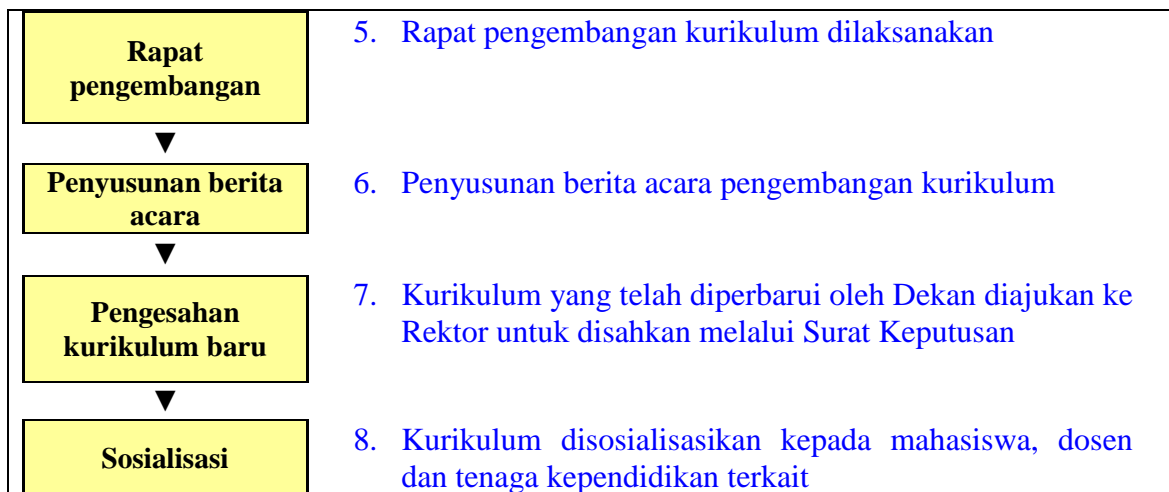 Rapat
pengembangan
5. Rapat pengembangan kurikulum dilaksanakan
▼
Penyusunan berita
acara
6. Penyusunan berita acara pengembangan kurikulum
▼
Pengesahan
kurikulum baru
7. Kurikulum yang telah diperbarui oleh Dekan diajukan ke
Rektor untuk disahkan melalui Surat Keputusan
▼
Sosialisasi
8. Kurikulum disosialisasikan kepada mahasiswa, dosen
dan tenaga kependidikan terkait